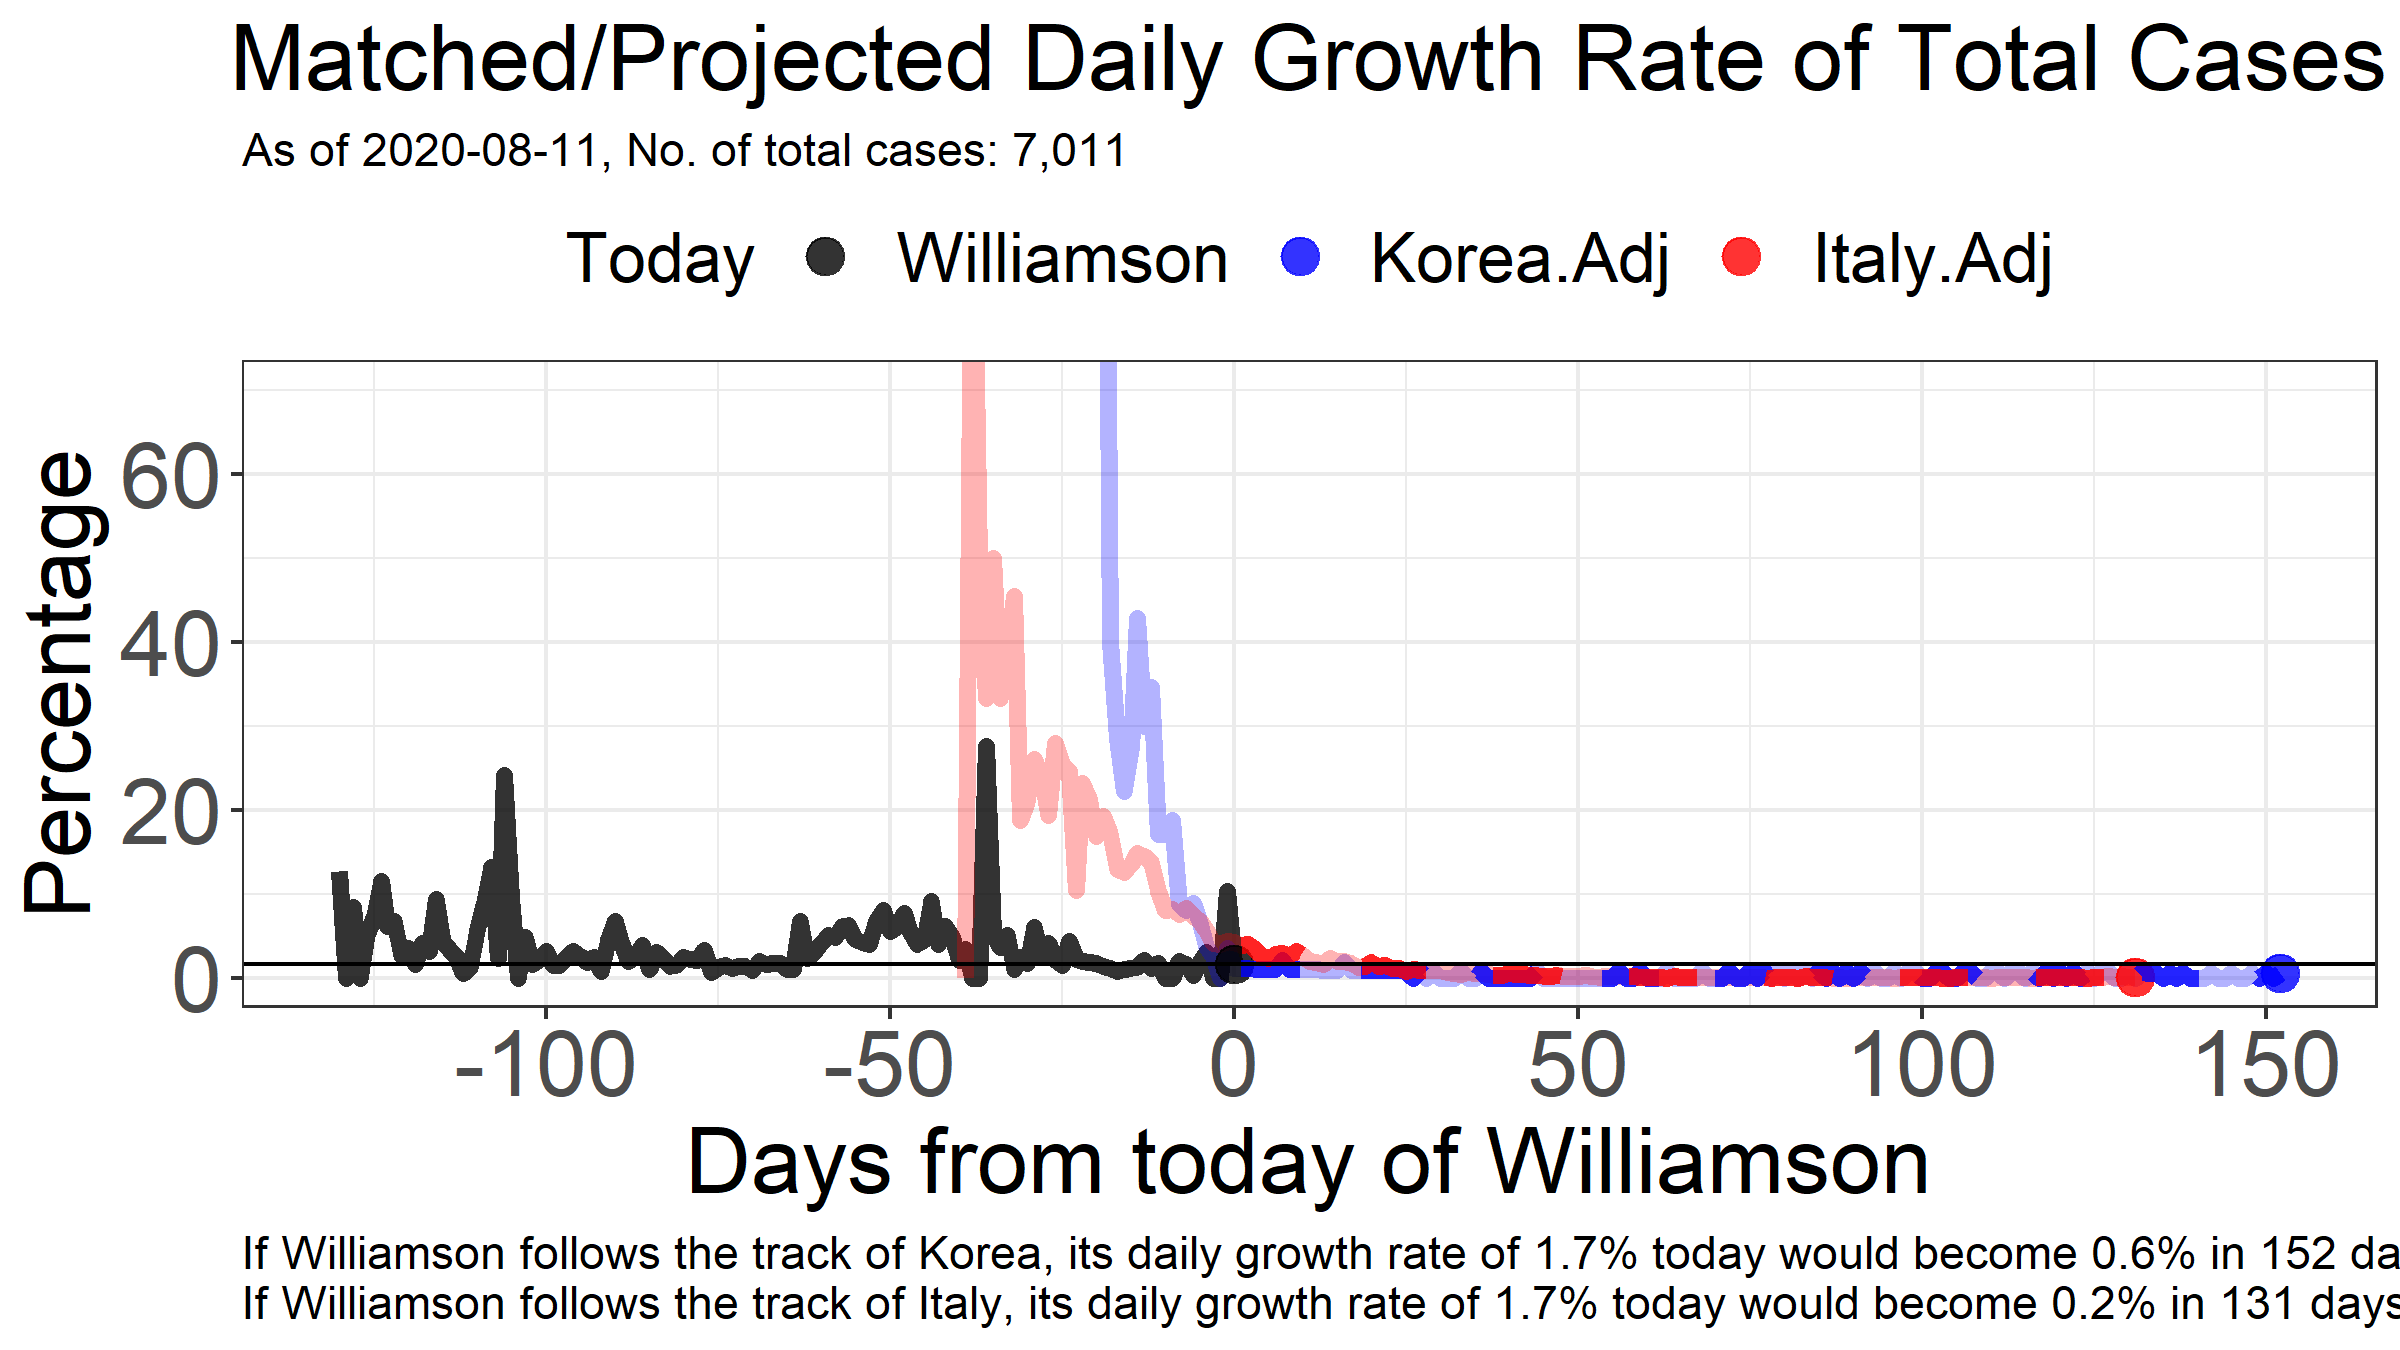 Matched/Projected Daily Growth Rate of Total Cases
As of 2020-08-11, No. of total cases: 7,011
Today Williamson Korea.Adj Italy.Adj
Percentage
60
40
20
0
-100 -50 0 50 100 150
Days from today of Williamson
If Williamson follows the track of Korea, its daily growth rate of 1.7% today would become 0.6% in 152 da
If Williamson follows the track of Italy, its daily growth rate of 1.7% today would become 0.2% in 131 days